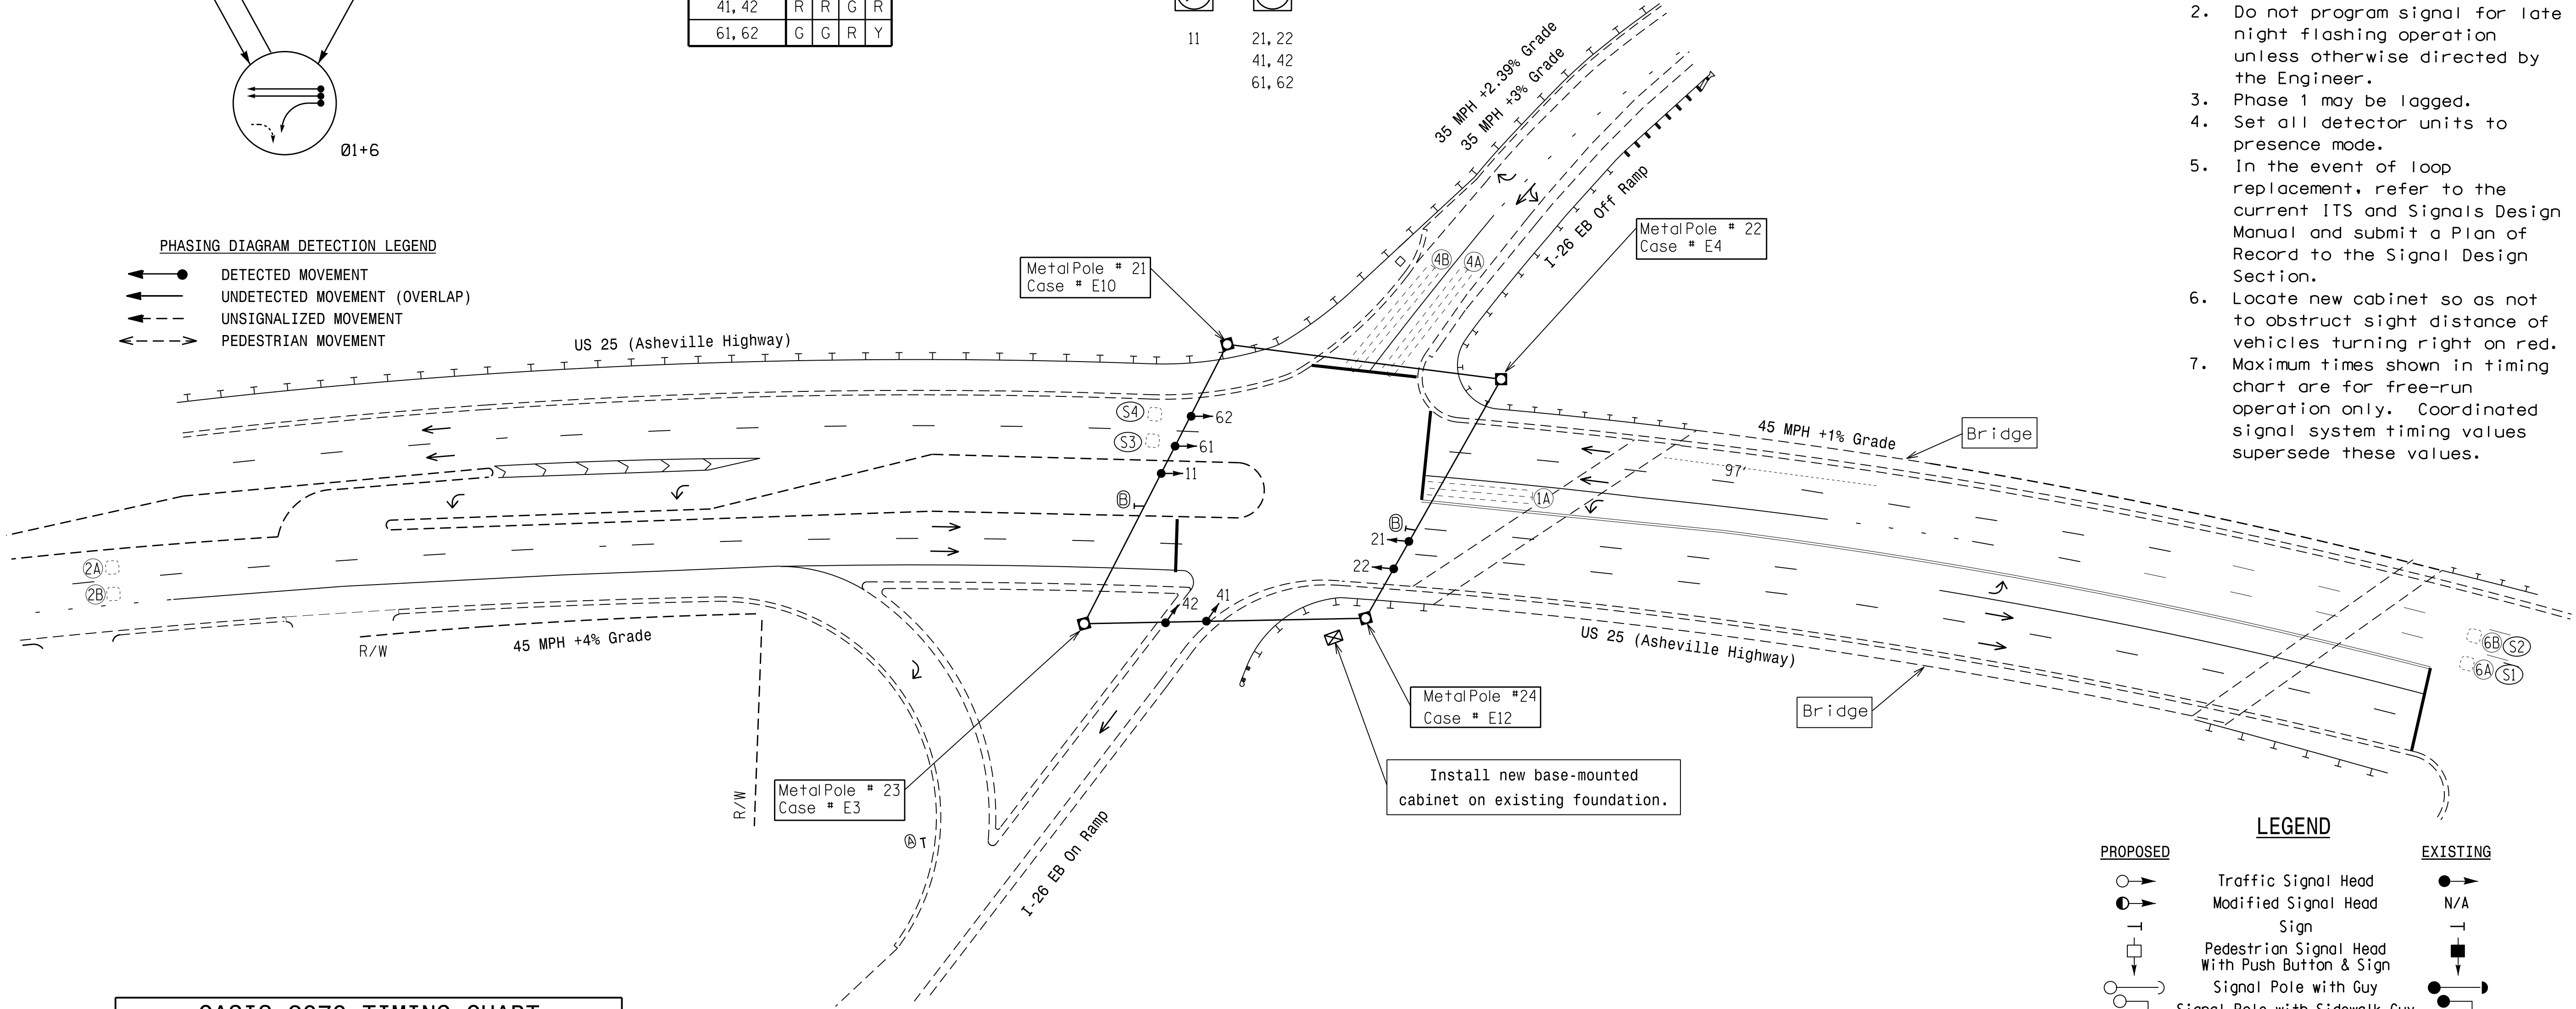 41,42 R R G R
61,62 G G R Y
11
21,22
41,42
61,62
Ø1+6
PHASING DIAGRAM DETECTION LEGEND
DETECTED MOVEMENT
UNDETECTED MOVEMENT (OVERLAP)
UNSIGNALIZED MOVEMENT
PEDESTRIAN MOVEMENT
2. Do not program signal for late
night flashing operation
unless otherwise directed by
the Engineer.
3. Phase 1 may be lagged.
4. Set all detector units to
presence mode.
5. In the event of loop
replacement, refer to the
current ITS and Signals Design
Manual and submit a Plan of
Record to the Signal Design
Section.
6. Locate new cabinet so as not
to obstruct sight distance of
vehicles turning right on red.
7. Maximum times shown in timing
chart are for free-run
operation only. Coordinated
signal system timing values
supersede these values.
35 MPH +2.39% Grade
35 MPH +3% Grade
I-26 EB Off Ramp
Metal Pole # 22
Case # E4
Metal Pole # 21
Case # E10
4B
4A
US 25 (Asheville Highway)
S4
S3
62
61
11
B
45 MPH +1% Grade
Bridge
97'
1A
B
21
22
2A
2B
42
41
R/W
45 MPH +4% Grade
US 25 (Asheville Highway)
6B S2
6A S1
Bridge
Metal Pole #24
Case # E12
Install new base-mounted
cabinet on existing foundation.
Metal Pole # 23
Case # E3
R/W
A
I-26 EB On Ramp
LEGEND
PROPOSED
EXISTING
Traffic Signal Head
Modified Signal Head N/A
Sign
Pedestrian Signal Head
With Push Button & Sign
Signal Pole with Guy
Signal Pole with Sidewalk Guy
OASIS 2070 TIMING CHART